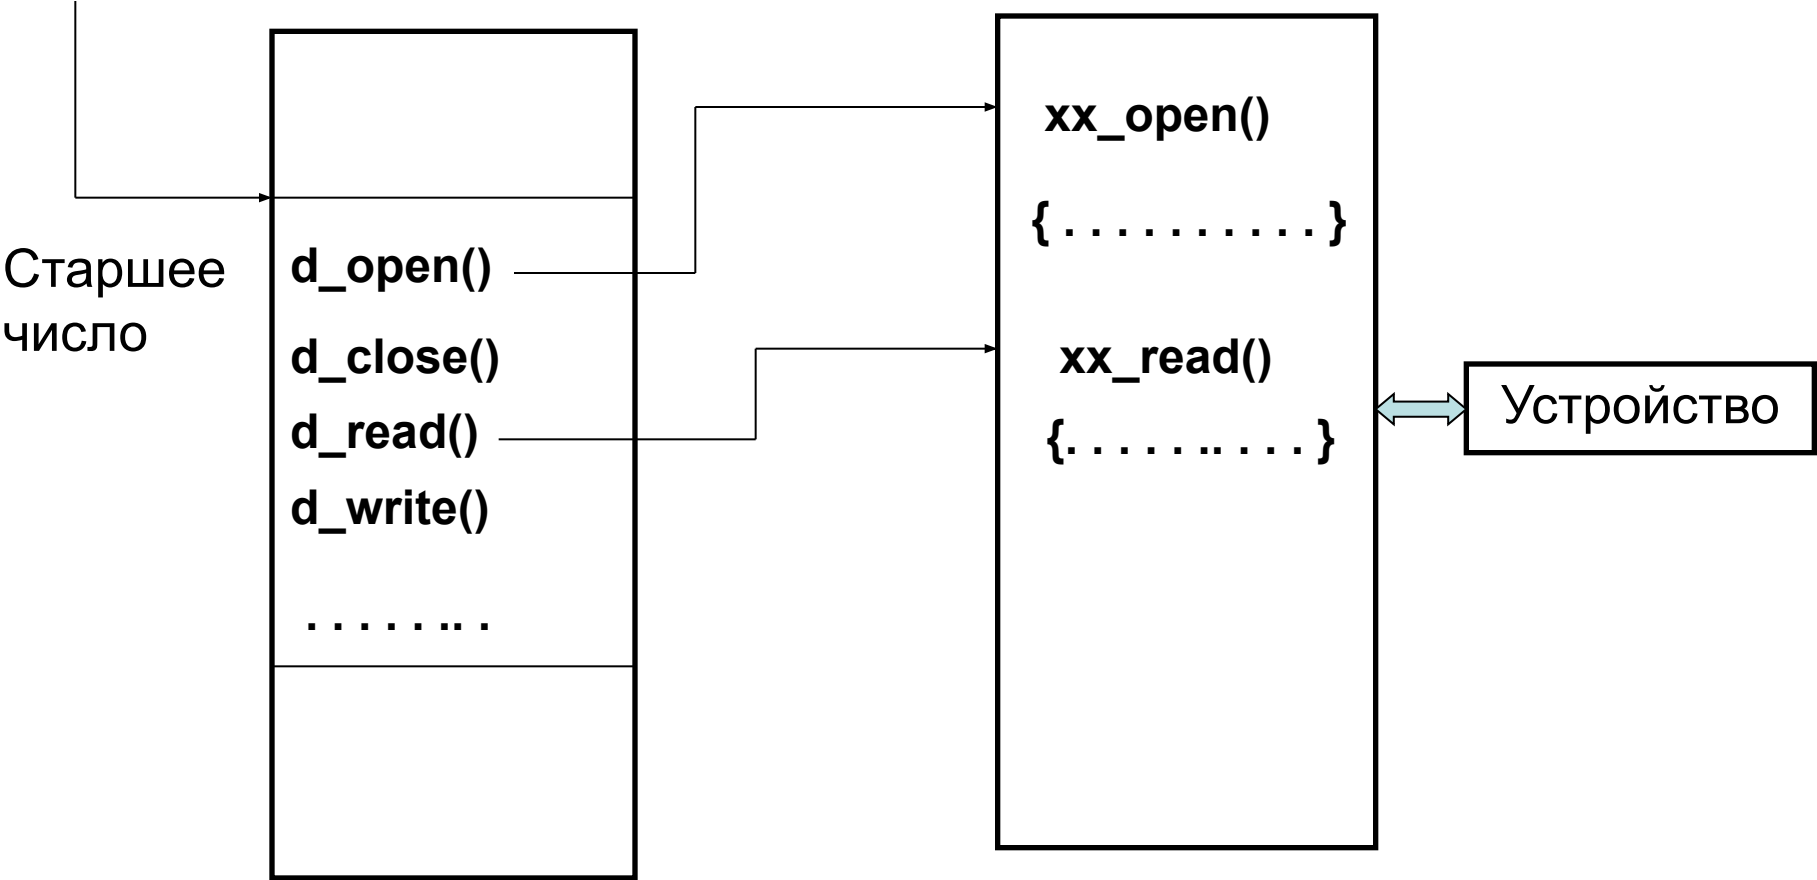 Старшее
число
d_open()
d_close()
d_read()
d_write()
. . . . . .. .
xx_open()
{ . . . . . . . . . . }
xx_read()
{. . . . . .. . . . }
Устройство